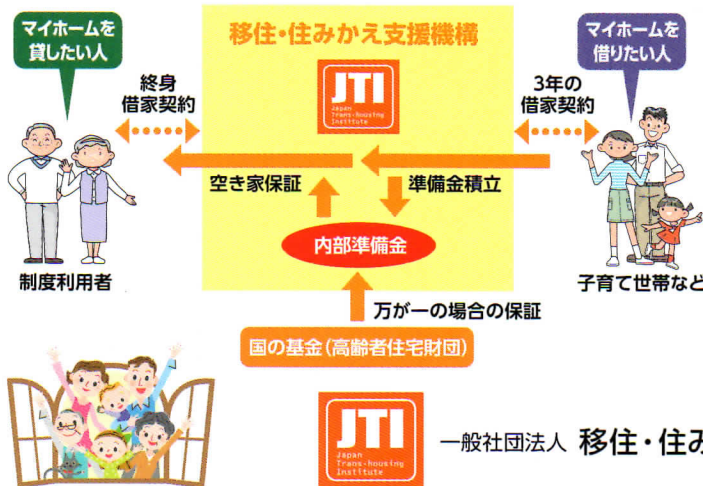 マイホームを
貸したい人
移住・住みかえ支援機構
マイホームを
借りたい人
JTI
Japan
Trans-housing
Institute
終身
借家契約
3年の
借家契約
空き家保証
準備金積立
内部準備金
制度利用者
子育て世帯など
万が一の場合の保証
国の基金(高齢者住宅財団)
JTI
Japan
Trans-housing
Institute
一般社団法人 移住・住み